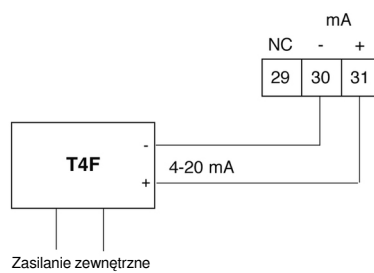 mA
NC - +
29 30 31
-
T4F
4-20 mA
+
Zasilanie zewnętrzne